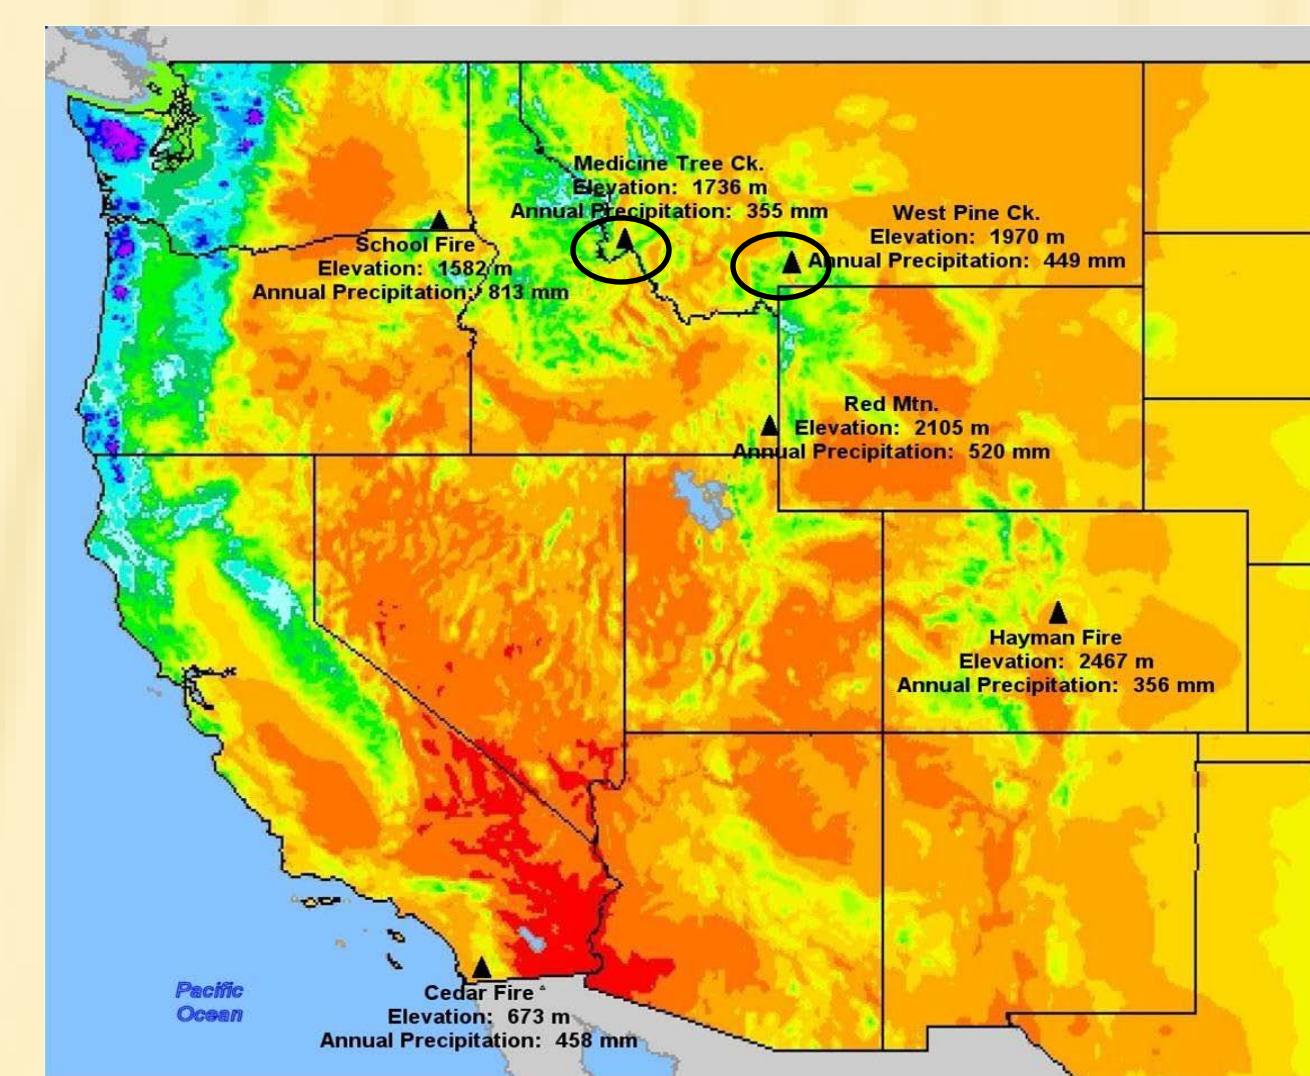 Medicine Tree Ck.
Elevation: 1736 m
Annual Precipitation: 355 mm
West Pine Ck.
Elevation: 1970 m
Annual Precipitation: 449 mm
School Fire
Elevation: 1582 m
Annual Precipitation: 813 mm
Red Mtn.
Elevation: 2105 m
Annual Precipitation: 520 mm
Hayman Fire
Elevation: 2467 m
Annual Precipitation: 356 mm
Pacific
Ocean
Cedar Fire
Elevation: 673 m
Annual Precipitation: 458 mm